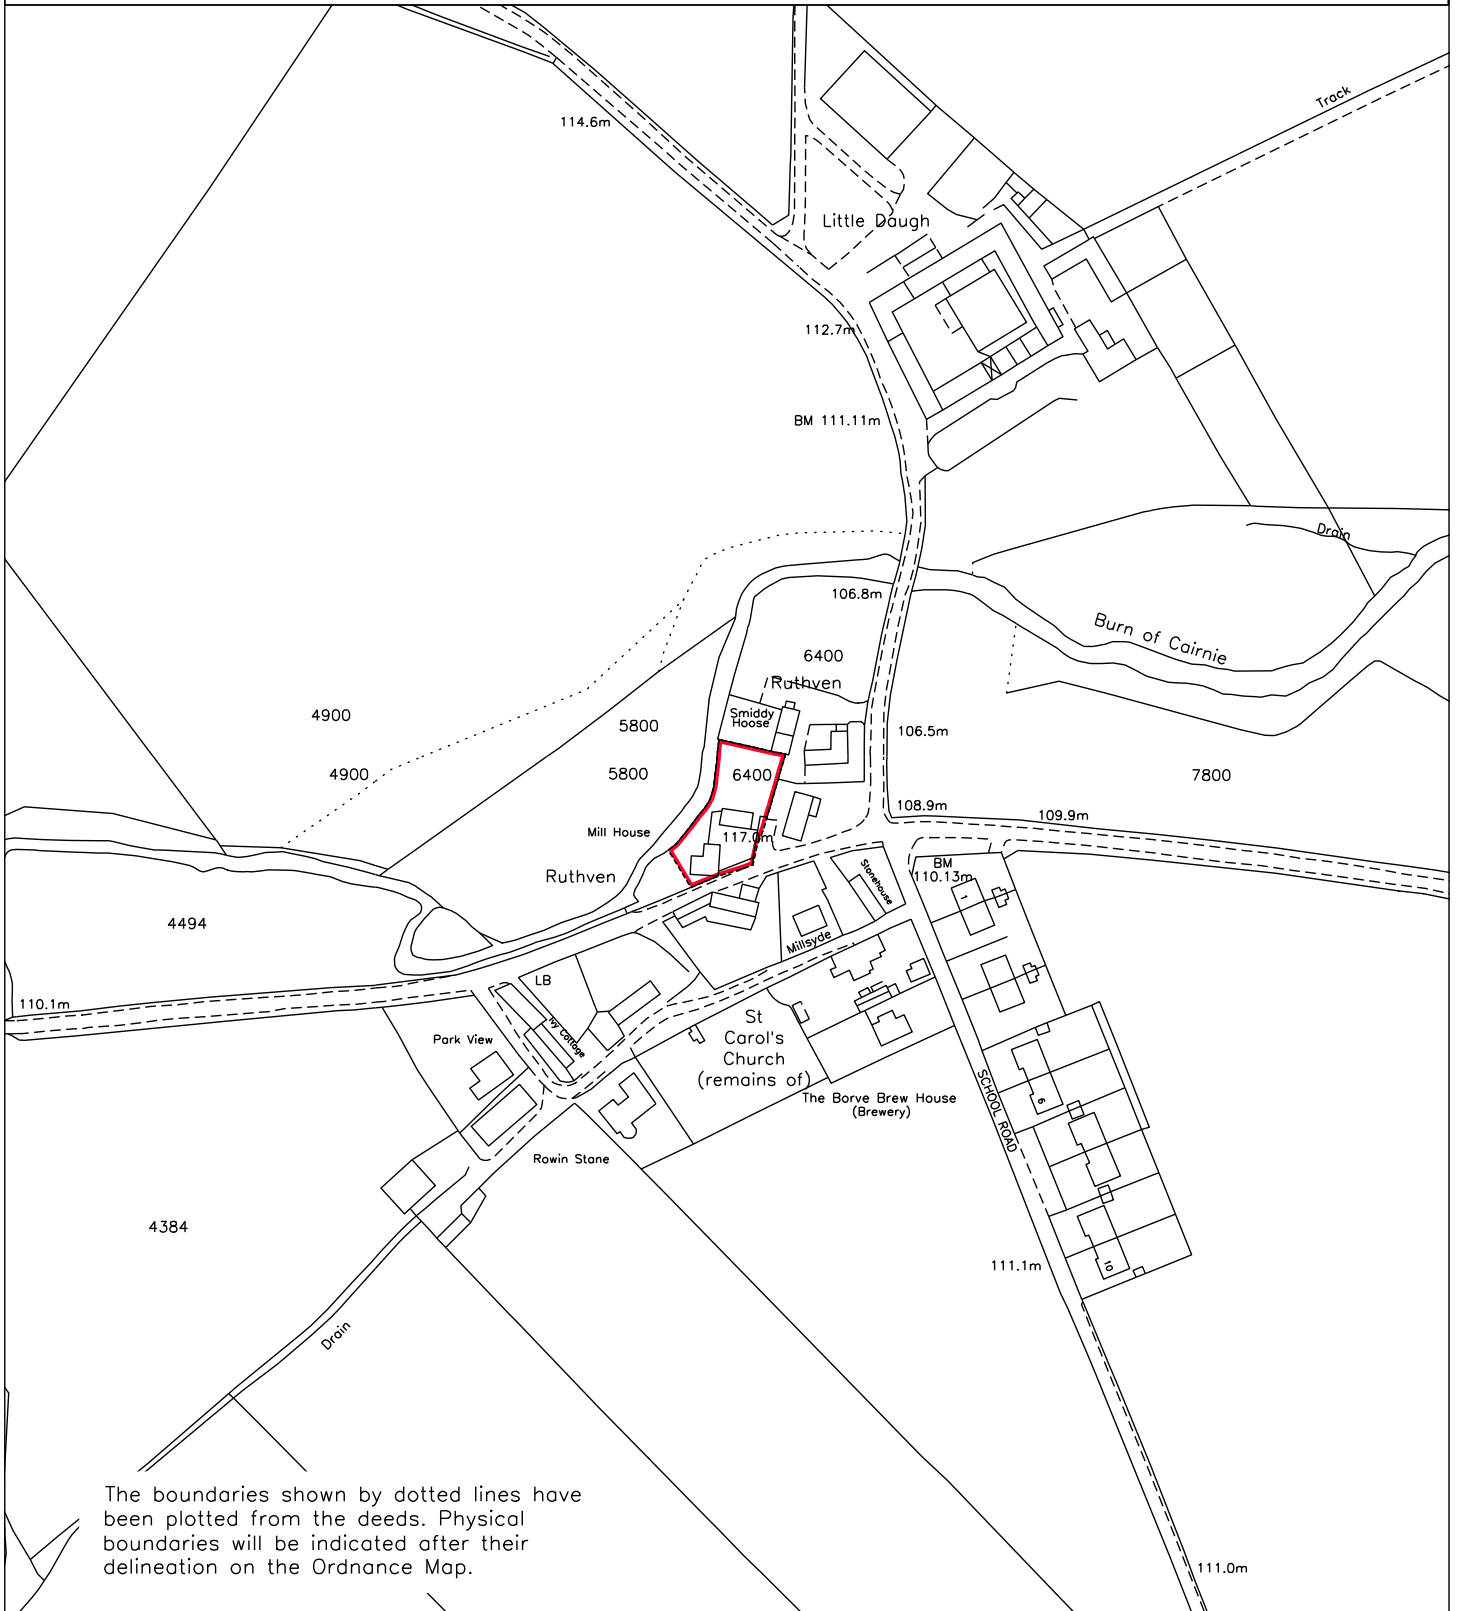 Track
114.6m
Little Daugh
112.7m
BM 111.11m
Drain
106.8m
Burn of Cairnie
6400
Ruthven
4900
5800
Smiddy
Hoose
106.5m
4900
5800
6400
7800
108.9m
109.9m
Mill House
117.0m
Ruthven
BM
110.13m
Stonehouse
1
4494
Millsyde
LB
110.1m
Ivy Cottage
Park View
St
Carol's
Church
(remains of)
The Borve Brew House
(Brewery)
SCHOOL ROAD
6
Rowin Stane
4384
111.1m
10
Drain
The boundaries shown by dotted lines have
been plotted from the deeds. Physical
boundaries will be indicated after their
delineation on the Ordnance Map.
111.0m